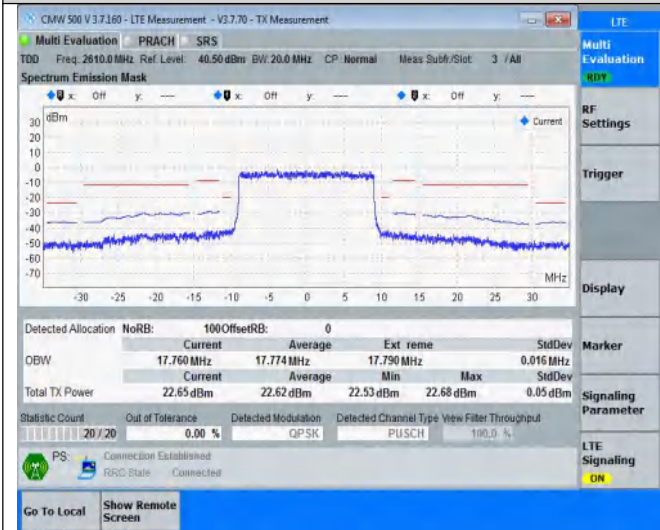 CMW 500 V 3.7.160 - LTE Measurement - V3.7.70 - TX Measurement
LTE
Multi Evaluation PRACH SRS
Multi Evaluation
RDY
TDD Freq: 2610.0 MHz Ref. Level: 40.50 dBm BW: 20.0 MHz CP: Normal Meas Subfr./Slot: 3 / All
Spectrum Emission Mask
x: Off y: --- x: Off y: --- x: Off y: ---
dBm
Current
30
20
10
0
-10
-20
-30
-40
-50
-60
-70
MHz
-30 -25 -20 -15 -10 -5 0 5 10 15 20 25 30
RF Settings
Trigger
Display
Marker
Signaling Parameter
LTE Signaling
ON
Detected Allocation NoRB: 100 OffsetRB: 0
Current Average Ext reme StdDev
OBW 17.760 MHz 17.774 MHz 17.790 MHz 0.016 MHz
Current Average Min Max StdDev
Total TX Power 22.65 dBm 22.62 dBm 22.53 dBm 22.68 dBm 0.05 dBm
Statistic Count Out of Tolerance Detected Modulation Detected Channel Type View Filter Throughput
20 / 20 0.00 % QPSK PUSCH 100.0 %
PS: Connection Established
RRC State Connected
Go To Local
Show Remote Screen